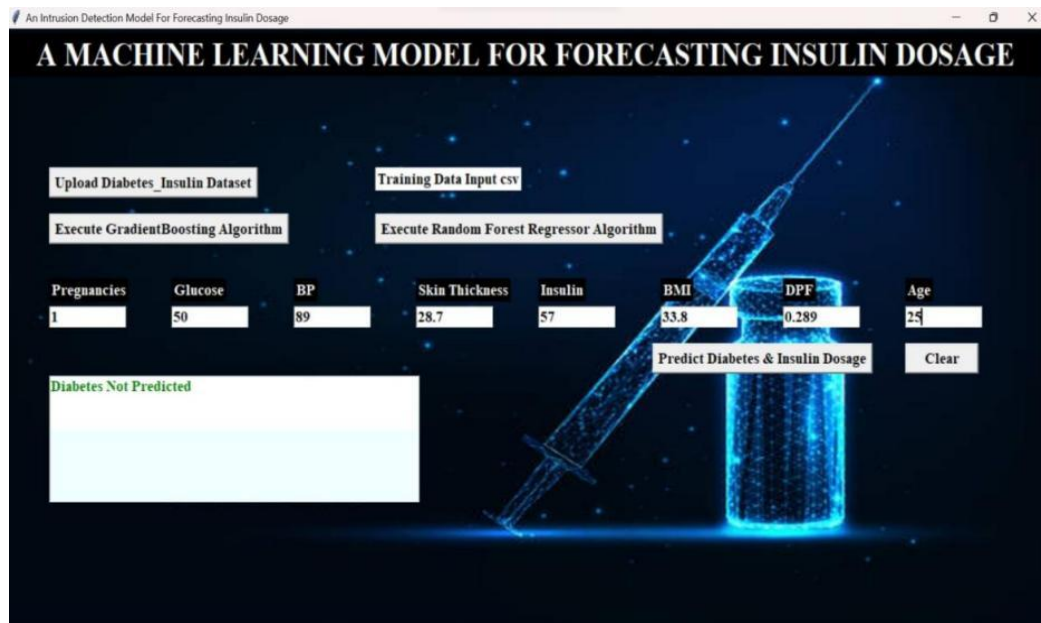 An Intrusion Detection Model For Forecasting Insulin Dosage
A MACHINE LEARNING MODEL FOR FORECASTING INSULIN DOSAGE
Upload Diabetes_Insulin Dataset
Training Data Input csv
Execute GradientBoosting Algorithm
Execute Random Forest Regressor Algorithm
Pregnancies Glucose BP Skin Thickness Insulin BMI DPF Age
1 50 89 28.7 57 33.8 0.289 25
Predict Diabetes & Insulin Dosage
Clear
Diabetes Not Predicted